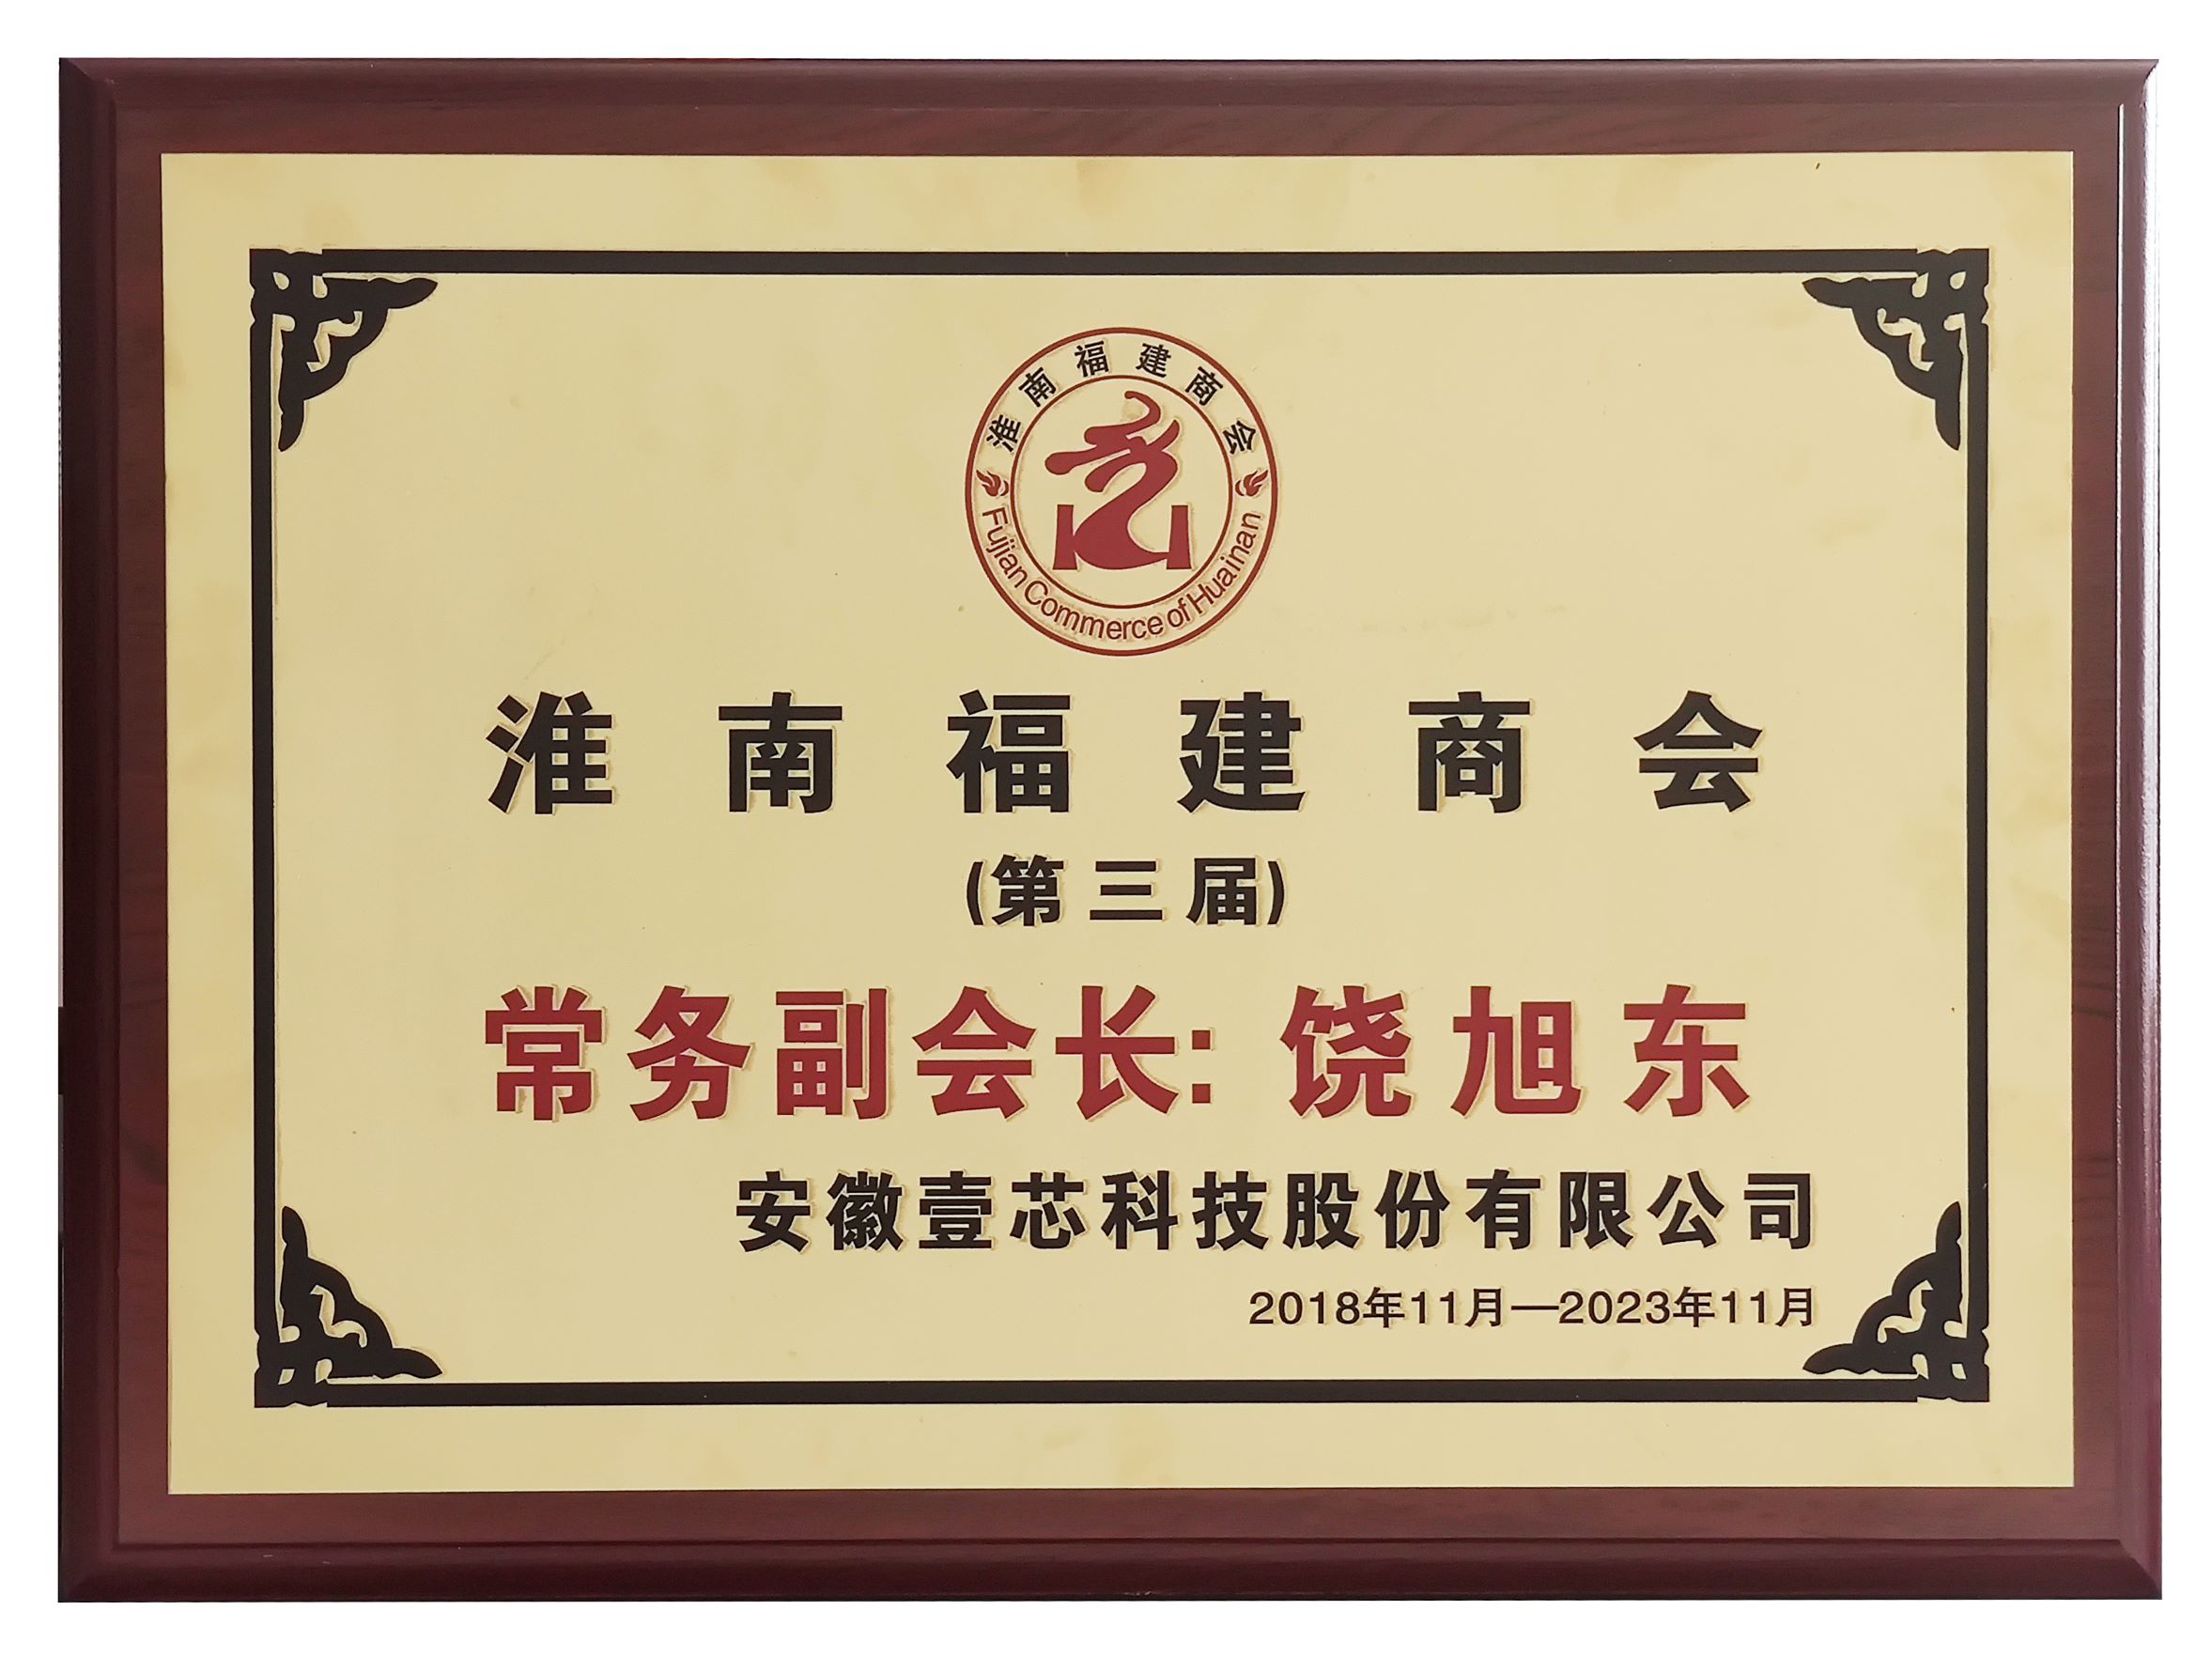 淮南福建商会
Fujian Commerce of Huainan
淮南福建商会
(第三届)
常务副会长: 饶旭东
安徽壹芯科技股份有限公司
2018年11月—2023年11月